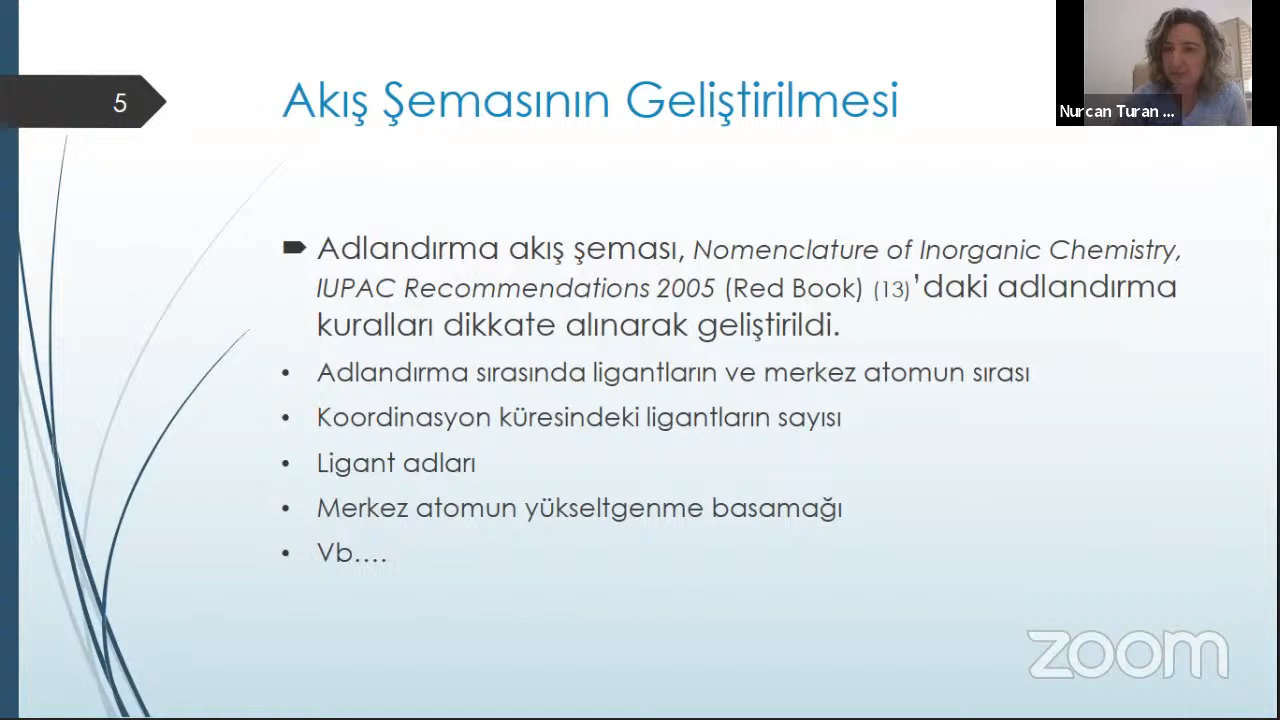 5
Akış Şemasının Geliştirilmesi
Nurcan Turan ...
Adlandırma akış şeması, Nomenclature of Inorganic Chemistry,
IUPAC Recommendations 2005 (Red Book) (13)'daki adlandırma
kuralları dikkate alınarak geliştirildi.
• Adlandırma sırasında ligantların ve merkez atomun sırası
• Koordinasyon küresindeki ligantların sayısı
• Ligant adları
• Merkez atomun yükseltgenme basamağı
• Vb....
zoom